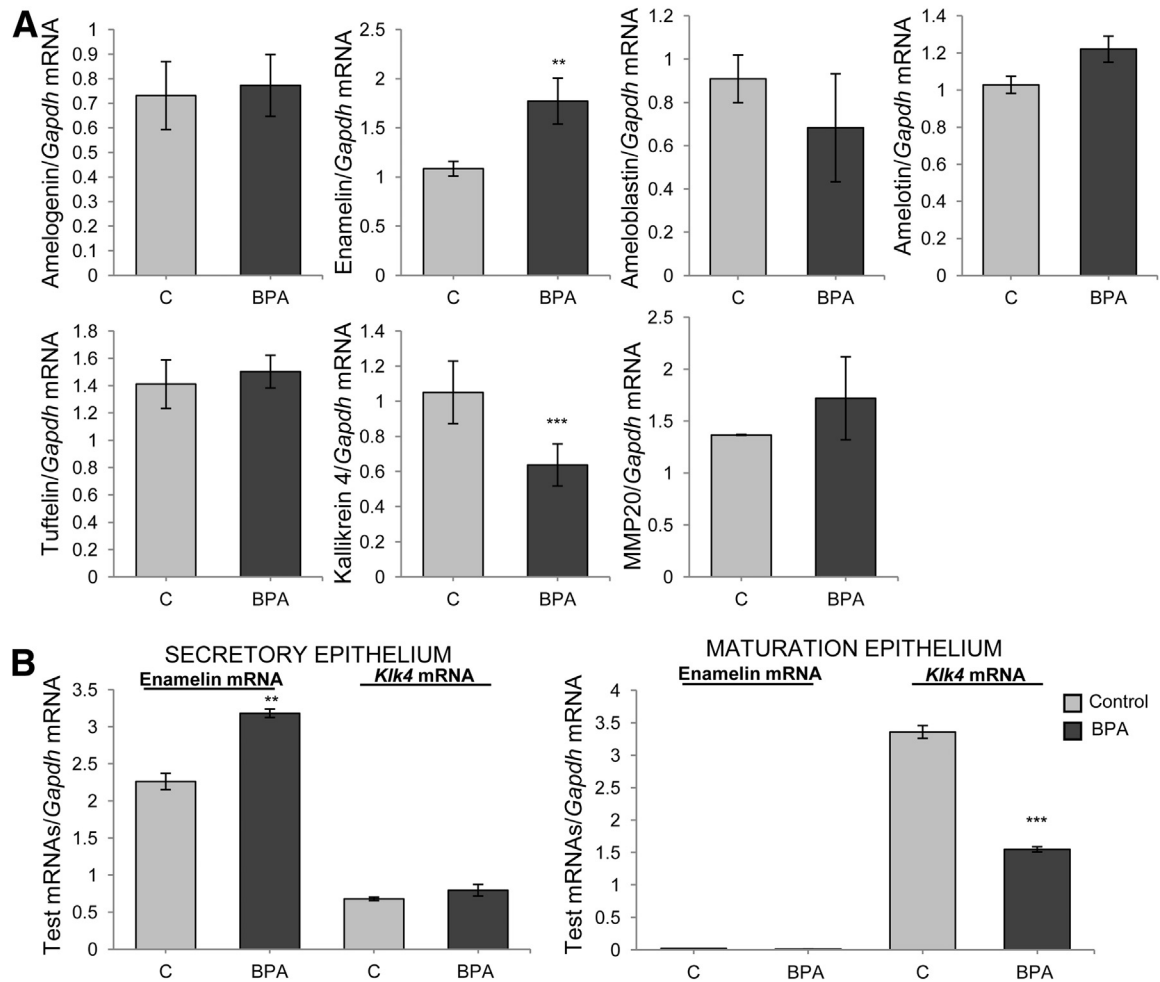 A
Amelogenin/Gapdh mRNA
1
0.9
0.8
0.7
0.6
0.5
0.4
0.3
0.2
0.1
0
C BPA
Enamelin/Gapdh mRNA
2.5
2
1.5
1
0.5
0
**
C BPA
Ameloblastin/Gapdh mRNA
1.2
1
0.8
0.6
0.4
0.2
0
C BPA
Amelotin/Gapdh mRNA
1.4
1.2
1
0.8
0.6
0.4
0.2
0
C BPA
Tuftelin/Gapdh mRNA
1.8
1.6
1.4
1.2
1
0.8
0.6
0.4
0.2
0
C BPA
Kallikrein 4/Gapdh mRNA
1.4
1.2
1
0.8
0.6
0.4
0.2
0
***
C BPA
MMP20/Gapdh mRNA
2.5
2
1.5
1
0.5
0
C BPA
B
SECRETORY EPITHELIUM
Enamelin mRNA Klk4 mRNA
Test mRNAs/Gapdh mRNA
3.5
3
2.5
2
1.5
1
0.5
0
**
C BPA C BPA
MATURATION EPITHELIUM
Enamelin mRNA Klk4 mRNA
Test mRNAs/Gapdh mRNA
4
3.5
3
2.5
2
1.5
1
0.5
0
***
C BPA C BPA
Control
BPA